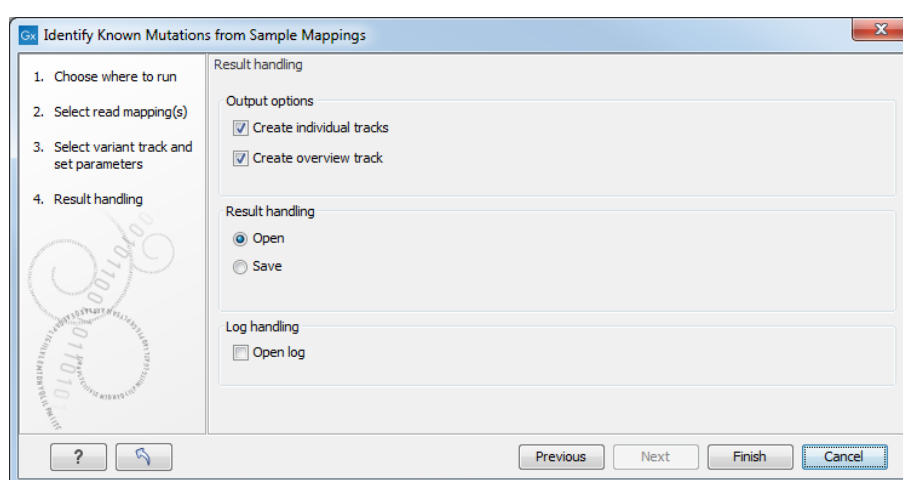 Gx Identify Known Mutations from Sample Mappings
1. Choose where to run
2. Select read mapping(s)
3. Select variant track and
set parameters
4. Result handling
Result handling
Output options
Create individual tracks
Create overview track
Result handling
Open
Save
Log handling
Open log
?
Previous
Next
Finish
Cancel